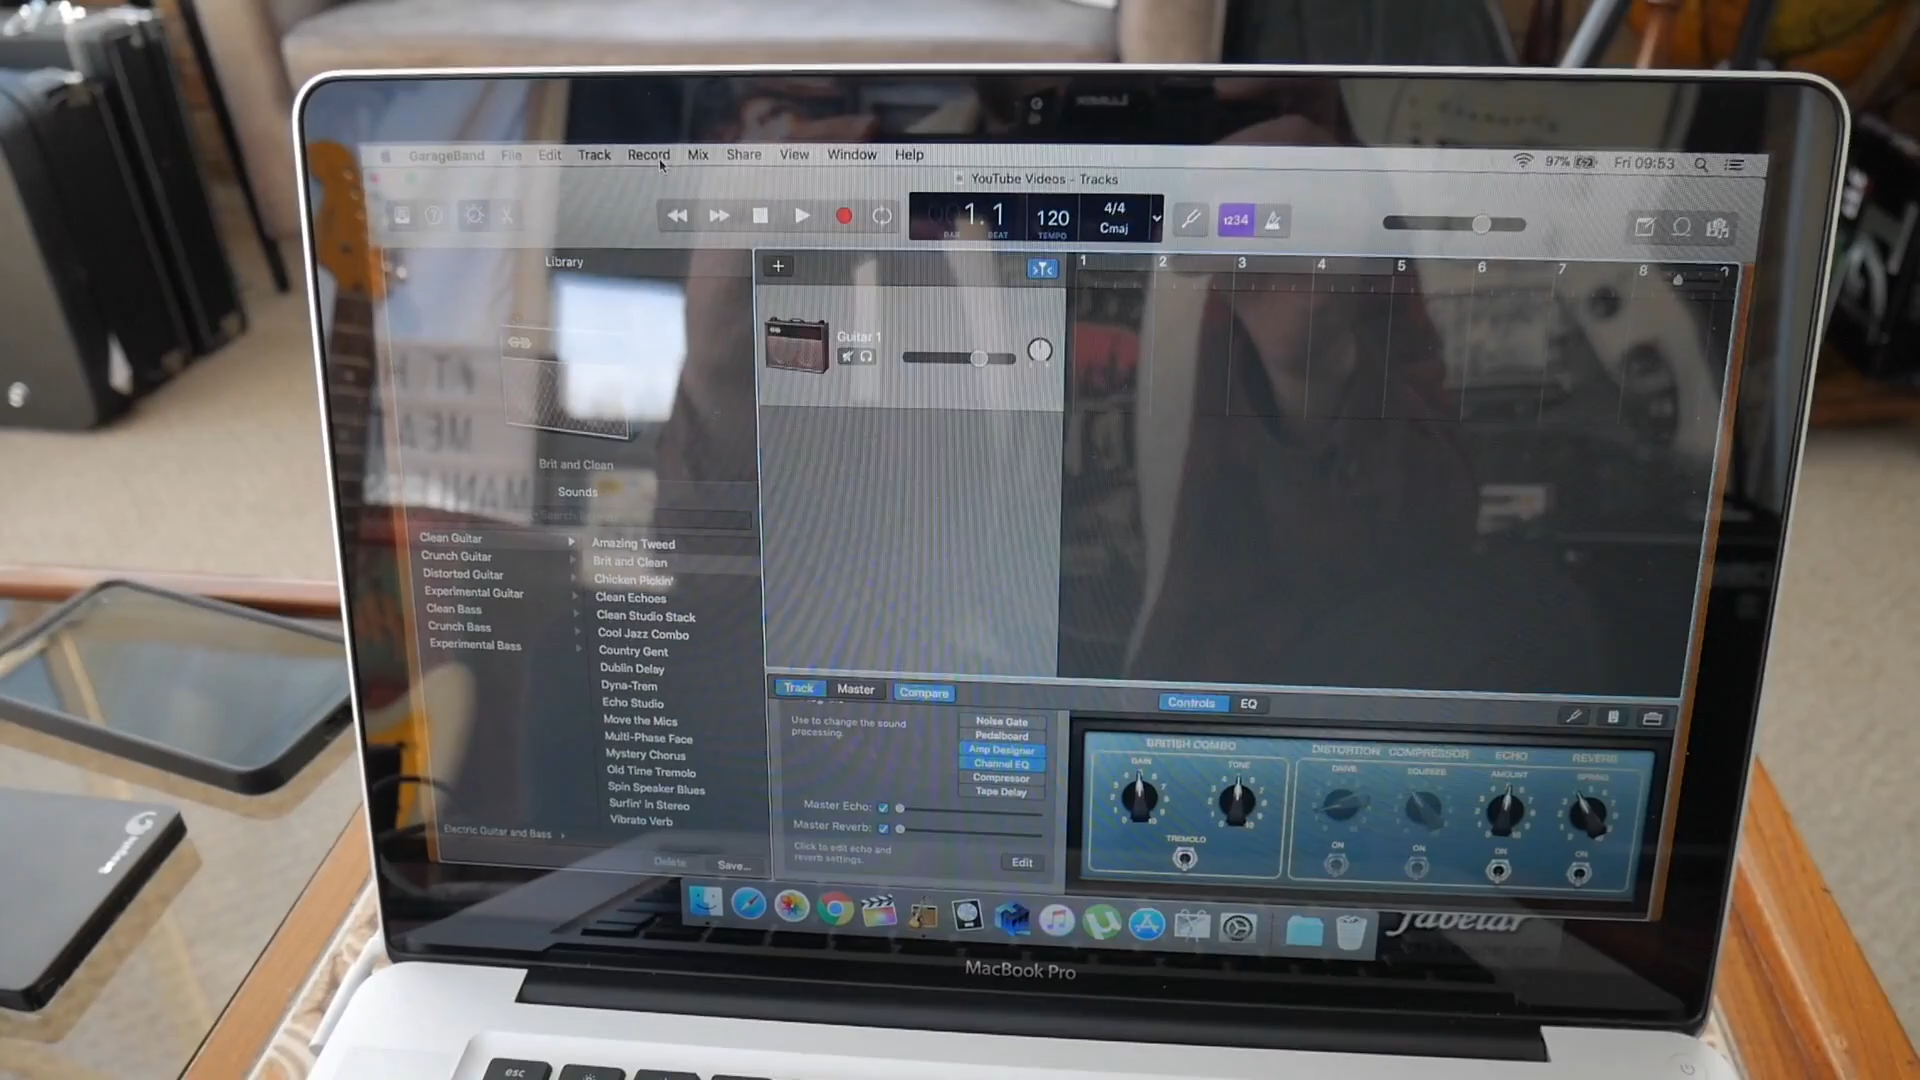 GarageBand File Edit Track Record Mix Share View Window Help
97% Fri 09:53
YouTube Videos - Tracks
1.1 120 4/4
BAR BEAT TEMPO Cmaj
1234
Library
1 2 3 4 5 6 7 8
Guitar 1
Brit and Clean
Sounds
Clean Guitar
Crunch Guitar
Distorted Guitar
Experimental Guitar
Clean Bass
Crunch Bass
Experimental Bass
Amazing Tweed
Brit and Clean
Chicken Pickin'
Clean Echoes
Clean Studio Stack
Cool Jazz Combo
Country Gent
Dublin Delay
Dyna-Trem
Echo Studio
Move the Mics
Multi-Phase Face
Mystery Chorus
Old Time Tremolo
Spin Speaker Blues
Surfin' in Stereo
Vibrato Verb
Electric Guitar and Bass
Delete Save...
Track Master Compare
Use to change the sound
processing.
Noise Gate
Pedalboard
Amp Designer
Channel EQ
Compressor
Tape Delay
Master Echo:
Master Reverb:
Click to edit echo and
reverb settings.
Edit
Controls EQ
BRITISH COMBO DISTORTION COMPRESSOR ECHO REVERB
GAIN TONE DRIVE SQUEEZE AMOUNT SPRING
TREMOLO ON ON ON ON
MacBook Pro
esc